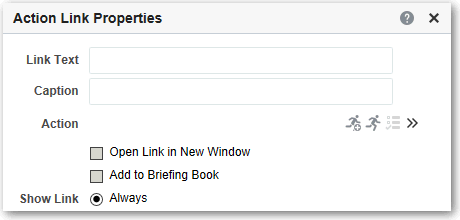 Action Link Properties
Link Text
Caption
Action
Open Link in New Window
Add to Briefing Book
Show Link Always